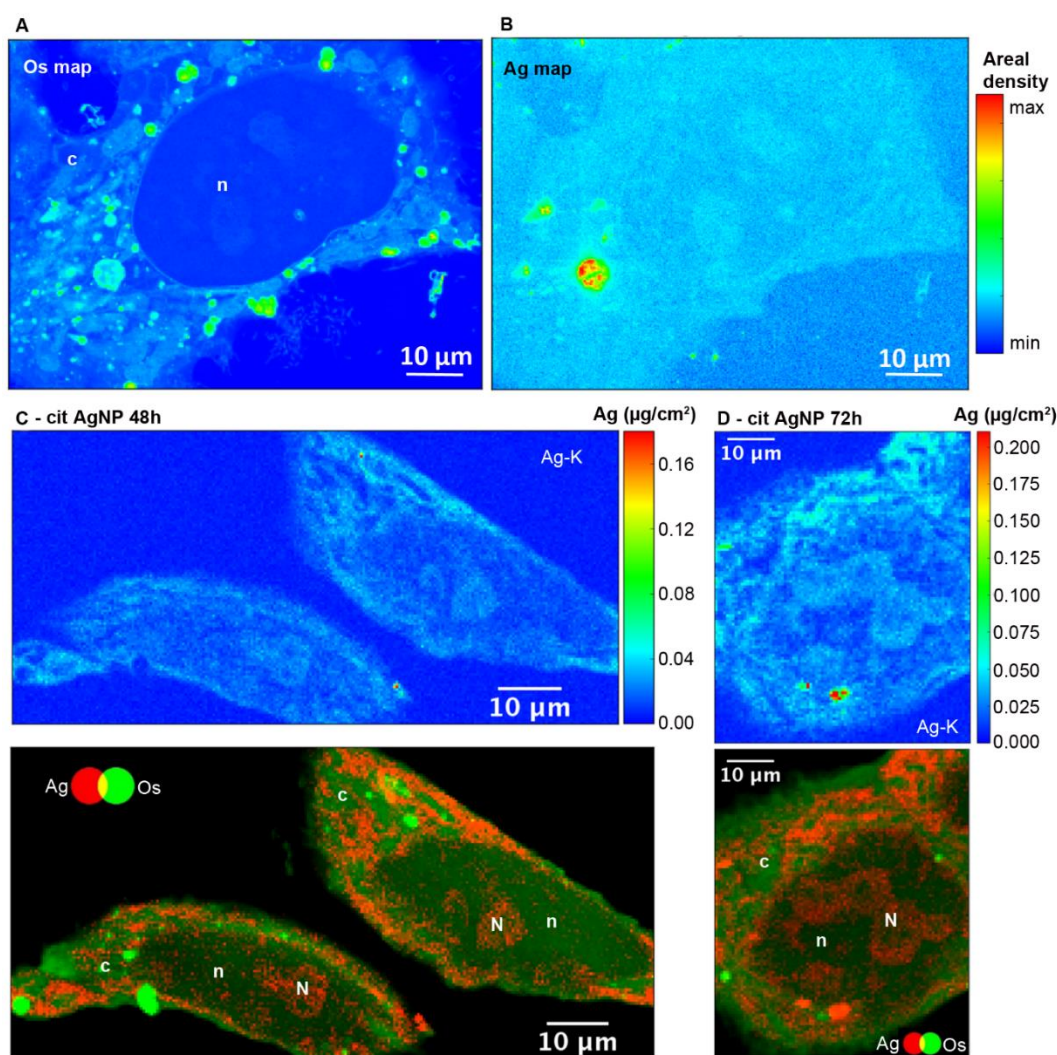 A
B
Os map
Ag map
Areal
density
max
min
c
n
10 µm
10 µm
C - cit AgNP 48h
Ag (µg/cm²)
D - cit AgNP 72h
Ag (µg/cm²)
Ag-K
0.16
0.12
0.08
0.04
0.00
10 µm
10 µm
0.200
0.175
0.150
0.125
0.100
0.075
0.050
0.025
0.000
Ag-K
Ag Os
c
N
n
c
n
N
10 µm
10 µm
c
N
n
Ag Os